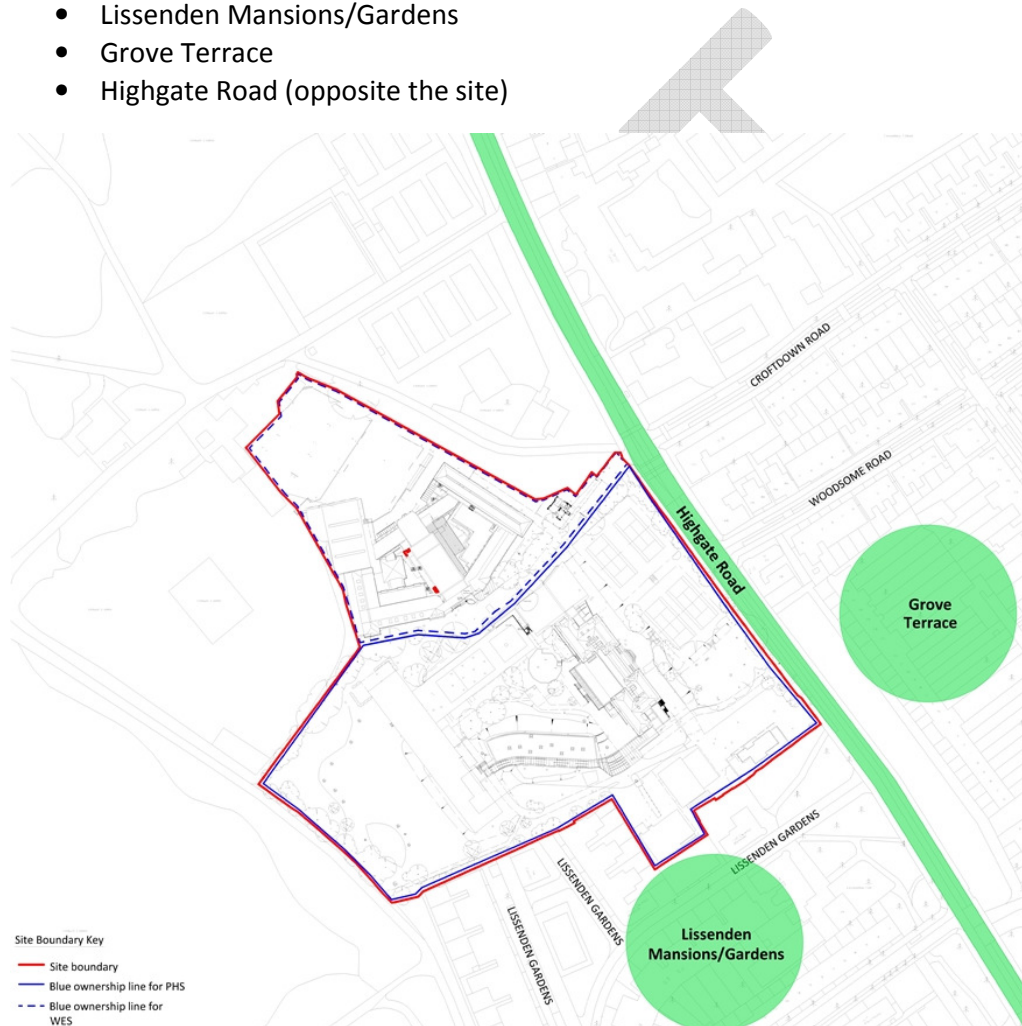 • Lissenden Mansions/Gardens
• Grove Terrace
• Highgate Road (opposite the site)
CROFTDOWN ROAD
WOODSOME ROAD
Highgate Road
Grove
Terrace
LISSENDEN GARDENS
LISSENDEN GARDENS
LISSENDEN GARDENS
Lissenden
Mansions/Gardens
Site Boundary Key
Site boundary
Blue ownership line for PHS
Blue ownership line for
WES